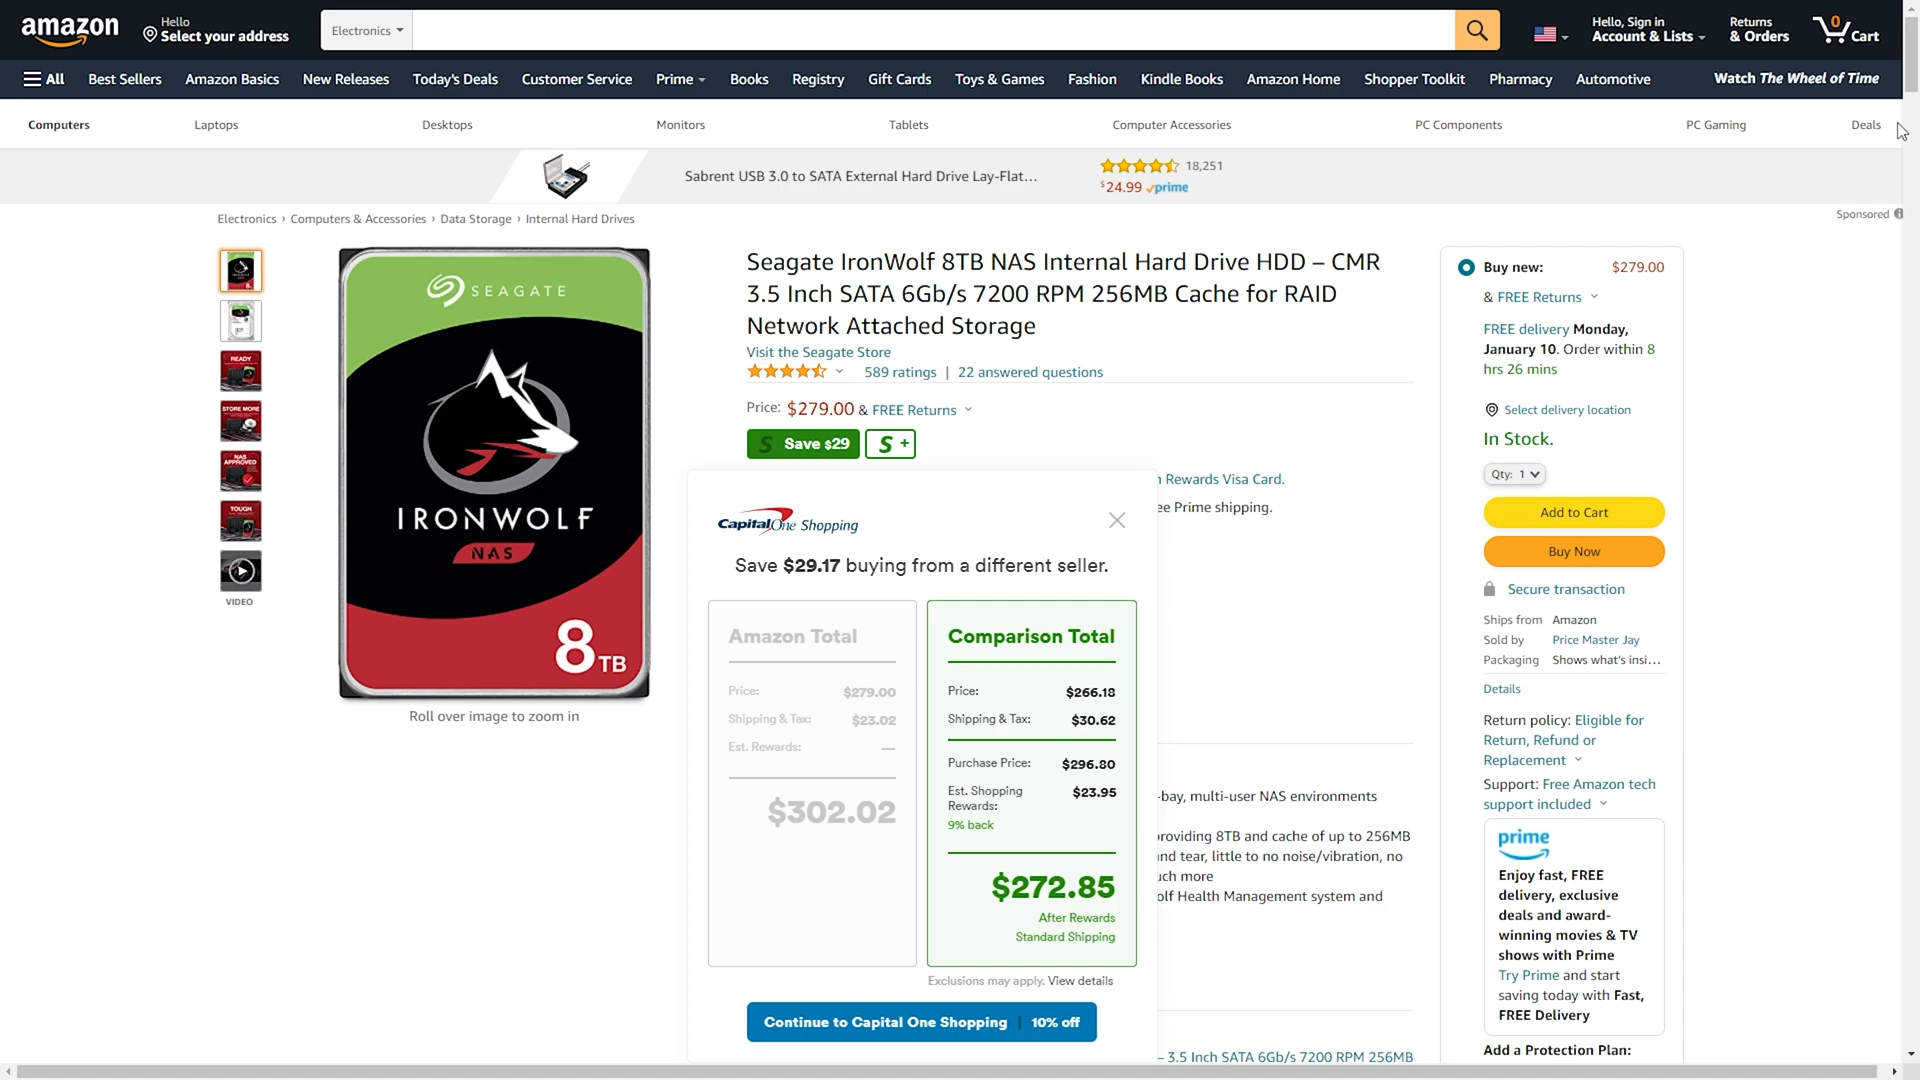 amazon
Hello
Select your address
Electronics
Hello, Sign in
Account & Lists
Returns
& Orders
0
Cart
All
Best Sellers
Amazon Basics
New Releases
Today's Deals
Customer Service
Prime
Books
Registry
Gift Cards
Toys & Games
Fashion
Kindle Books
Amazon Home
Shopper Toolkit
Pharmacy
Automotive
Watch The Wheel of Time
Computers
Laptops
Desktops
Monitors
Tablets
Computer Accessories
PC Components
PC Gaming
Deals
Sabrent USB 3.0 to SATA External Hard Drive Lay-Flat…
18,251
$24.99 prime
Electronics › Computers & Accessories › Data Storage › Internal Hard Drives
Sponsored
READY
STORE MORE
NAS APPROVED
TOUGH
VIDEO
SEAGATE
IRONWOLF
NAS
8TB
Roll over image to zoom in
Seagate IronWolf 8TB NAS Internal Hard Drive HDD – CMR
3.5 Inch SATA 6Gb/s 7200 RPM 256MB Cache for RAID
Network Attached Storage
Visit the Seagate Store
589 ratings | 22 answered questions
Price: $279.00 & FREE Returns
S Save $29
S +
n Rewards Visa Card.
ee Prime shipping.
CapitalOne Shopping
Save $29.17 buying from a different seller.
Amazon Total
Price: $279.00
Shipping & Tax: $23.02
Est. Rewards: —
$302.02
Comparison Total
Price: $266.18
Shipping & Tax: $30.62
Purchase Price: $296.80
Est. Shopping $23.95
Rewards:
9% back
$272.85
After Rewards
Standard Shipping
Exclusions may apply. View details
Continue to Capital One Shopping | 10% off
-bay, multi-user NAS environments
roviding 8TB and cache of up to 256MB
nd tear, little to no noise/vibration, no
uch more
olf Health Management system and
– 3.5 Inch SATA 6Gb/s 7200 RPM 256MB
Buy new: $279.00
& FREE Returns
FREE delivery Monday,
January 10. Order within 8
hrs 26 mins
Select delivery location
In Stock.
Qty: 1
Add to Cart
Buy Now
Secure transaction
Ships from Amazon
Sold by Price Master Jay
Packaging Shows what's insi…
Details
Return policy: Eligible for
Return, Refund or
Replacement
Support: Free Amazon tech
support included
prime
Enjoy fast, FREE
delivery, exclusive
deals and award-
winning movies & TV
shows with Prime
Try Prime and start
saving today with Fast,
FREE Delivery
Add a Protection Plan: